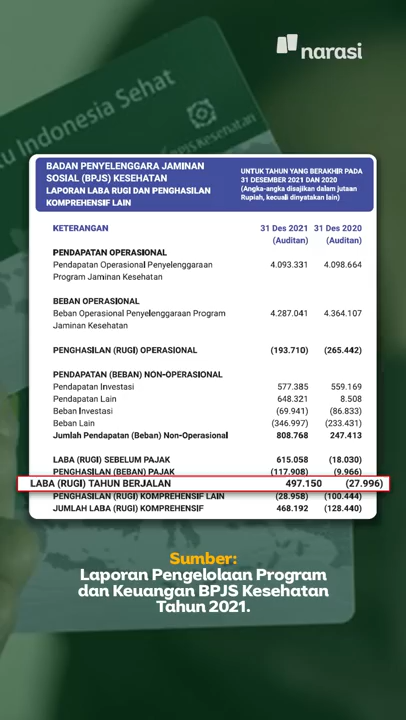 narasi
u Indonesia Sehat
BPJS Kesehatan
BADAN PENYELENGGARA JAMINAN
SOSIAL (BPJS) KESEHATAN
LAPORAN LABA RUGI DAN PENGHASILAN
KOMPREHENSIF LAIN
UNTUK TAHUN YANG BERAKHIR PADA
31 DESEMBER 2021 DAN 2020
(Angka-angka disajikan dalam jutaan
Rupiah, kecuali dinyatakan lain)
KETERANGAN 31 Des 2021 31 Des 2020
(Auditan) (Auditan)
PENDAPATAN OPERASIONAL
Pendapatan Operasional Penyelenggaraan 4.093.331 4.098.664
Program Jaminan Kesehatan
BEBAN OPERASIONAL
Beban Operasional Penyelenggaraan Program 4.287.041 4.364.107
Jaminan Kesehatan
PENGHASILAN (RUGI) OPERASIONAL (193.710) (265.442)
PENDAPATAN (BEBAN) NON-OPERASIONAL
Pendapatan Investasi 577.385 559.169
Pendapatan Lain 648.321 8.508
Beban Investasi (69.941) (86.833)
Beban Lain (346.997) (233.431)
Jumlah Pendapatan (Beban) Non-Operasional 808.768 247.413
LABA (RUGI) SEBELUM PAJAK 615.058 (18.030)
PENGHASILAN (BEBAN) PAJAK (117.908) (9.966)
LABA (RUGI) TAHUN BERJALAN 497.150 (27.996)
PENGHASILAN (RUGI) KOMPREHENSIF LAIN (28.958) (100.444)
JUMLAH LABA (RUGI) KOMPREHENSIF 468.192 (128.440)
Sumber:
Laporan Pengelolaan Program
dan Keuangan BPJS Kesehatan
Tahun 2021.